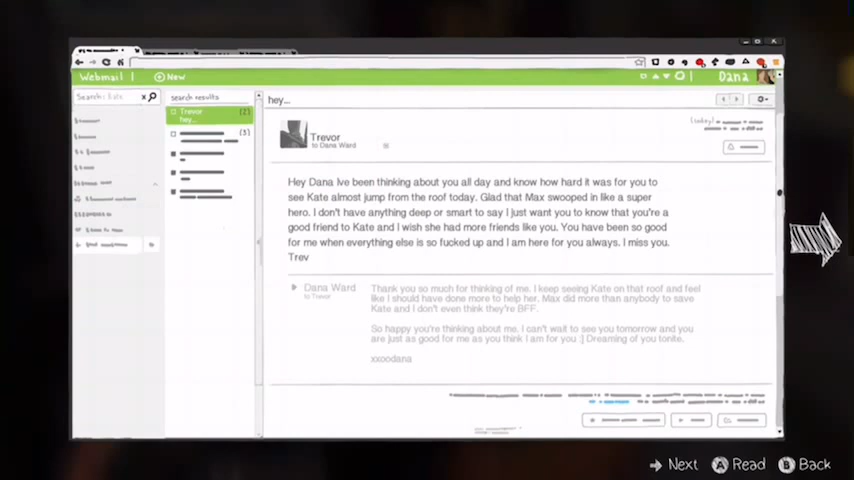 Webmail |
New
Dana
Search: Kate
x
search results
hey...
Trevor
(2)
hey...
(3)
Trevor
to Dana Ward
(today)
Hey Dana Ive been thinking about you all day and know how hard it was for you to
see Kate almost jump from the roof today. Glad that Max swooped in like a super
hero. I don't have anything deep or smart to say I just want you to know that you're a
good friend to Kate and I wish she had more friends like you. You have been so good
for me when everything else is so fucked up and I am here for you always. I miss you.
Trev
Dana Ward
to Trevor
Thank you so much for thinking of me. I keep seeing Kate on that roof and feel
like I should have done more to help her. Max did more than anybody to save
Kate and I don't even think they're BFF.
So happy you're thinking about me. I can't wait to see you tomorrow and you
are just as good for me as you think I am for you :] Dreaming of you tonite.
xxoodana
Next A Read B Back